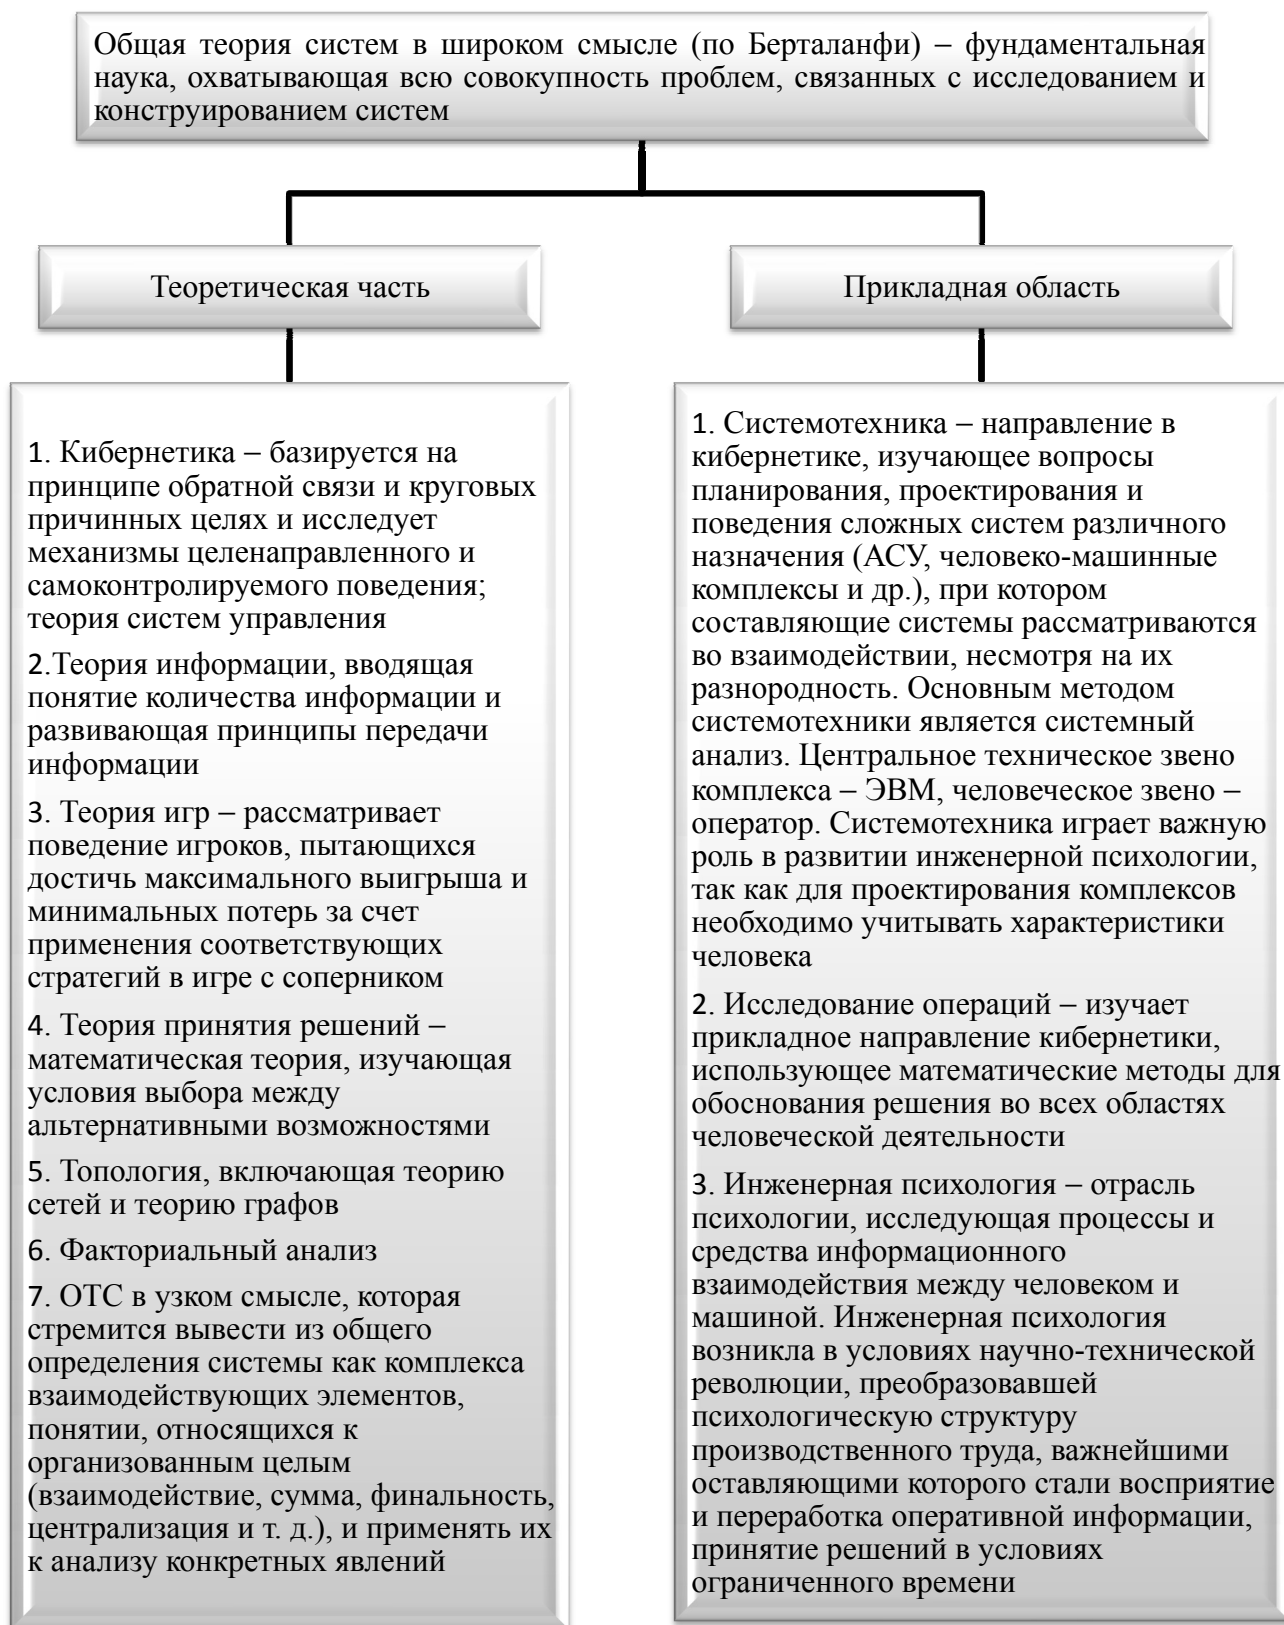 Общая теория систем в широком смысле (по Берталанфи) – фундаментальная
наука, охватывающая всю совокупность проблем, связанных с исследованием и
конструированием систем
Теоретическая часть
Прикладная область
1. Кибернетика – базируется на
принципе обратной связи и круговых
причинных целях и исследует
механизмы целенаправленного и
самоконтролируемого поведения;
теория систем управления
2.Теория информации, вводящая
понятие количества информации и
развивающая принципы передачи
информации
3. Теория игр – рассматривает
поведение игроков, пытающихся
достичь максимального выигрыша и
минимальных потерь за счет
применения соответствующих
стратегий в игре с соперником
4. Теория принятия решений –
математическая теория, изучающая
условия выбора между
альтернативными возможностями
5. Топология, включающая теорию
сетей и теорию графов
6. Факториальный анализ
7. ОТС в узком смысле, которая
стремится вывести из общего
определения системы как комплекса
взаимодействующих элементов,
понятии, относящихся к
организованным целым
(взаимодействие, сумма, финальность,
централизация и т. д.), и применять их
к анализу конкретных явлений
1. Системотехника – направление в
кибернетике, изучающее вопросы
планирования, проектирования и
поведения сложных систем различного
назначения (АСУ, человеко-машинные
комплексы и др.), при котором
составляющие системы рассматриваются
во взаимодействии, несмотря на их
разнородность. Основным методом
системотехники является системный
анализ. Центральное техническое звено
комплекса – ЭВМ, человеческое звено –
оператор. Системотехника играет важную
роль в развитии инженерной психологии,
так как для проектирования комплексов
необходимо учитывать характеристики
человека
2. Исследование операций – изучает
прикладное направление кибернетики,
использующее математические методы для
обоснования решения во всех областях
человеческой деятельности
3. Инженерная психология – отрасль
психологии, исследующая процессы и
средства информационного
взаимодействия между человеком и
машиной. Инженерная психология
возникла в условиях научно-технической
революции, преобразовавшей
психологическую структуру
производственного труда, важнейшими
оставляющими которого стали восприятие
и переработка оперативной информации,
принятие решений в условиях
ограниченного времени